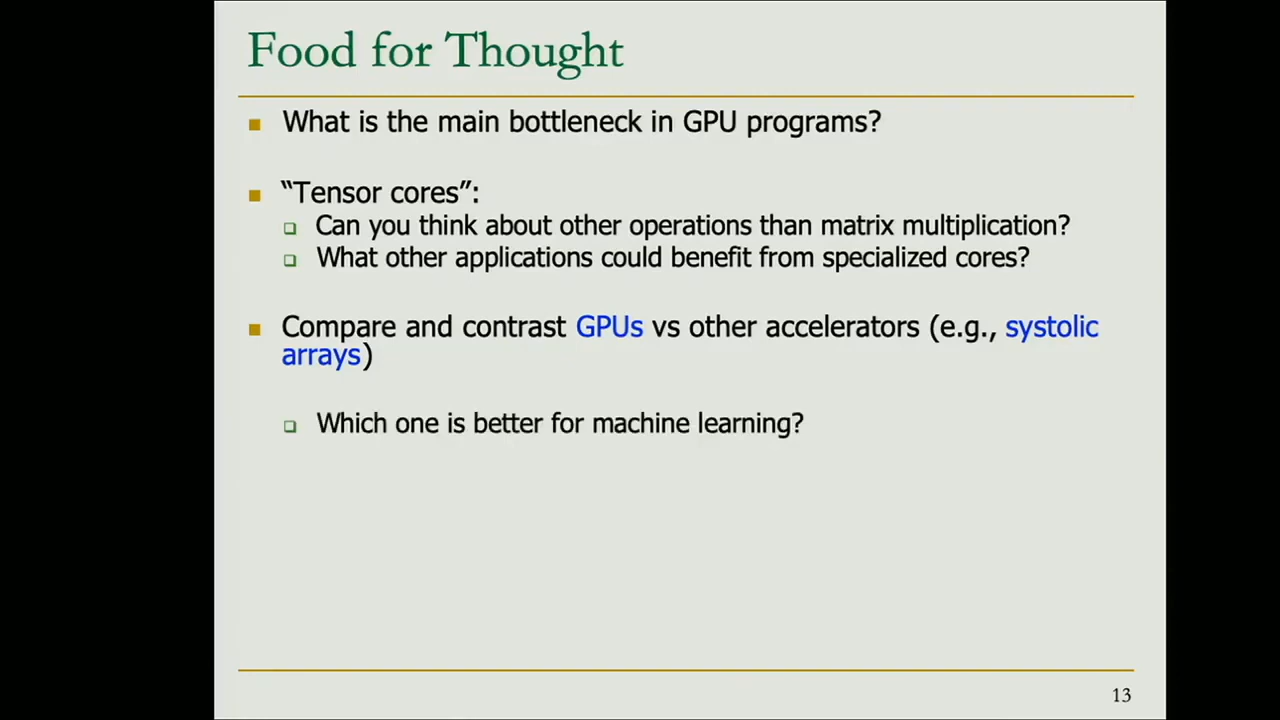 Food for Thought
What is the main bottleneck in GPU programs?
“Tensor cores”:
Can you think about other operations than matrix multiplication?
What other applications could benefit from specialized cores?
Compare and contrast GPUs vs other accelerators (e.g., systolic
arrays)
Which one is better for machine learning?
13